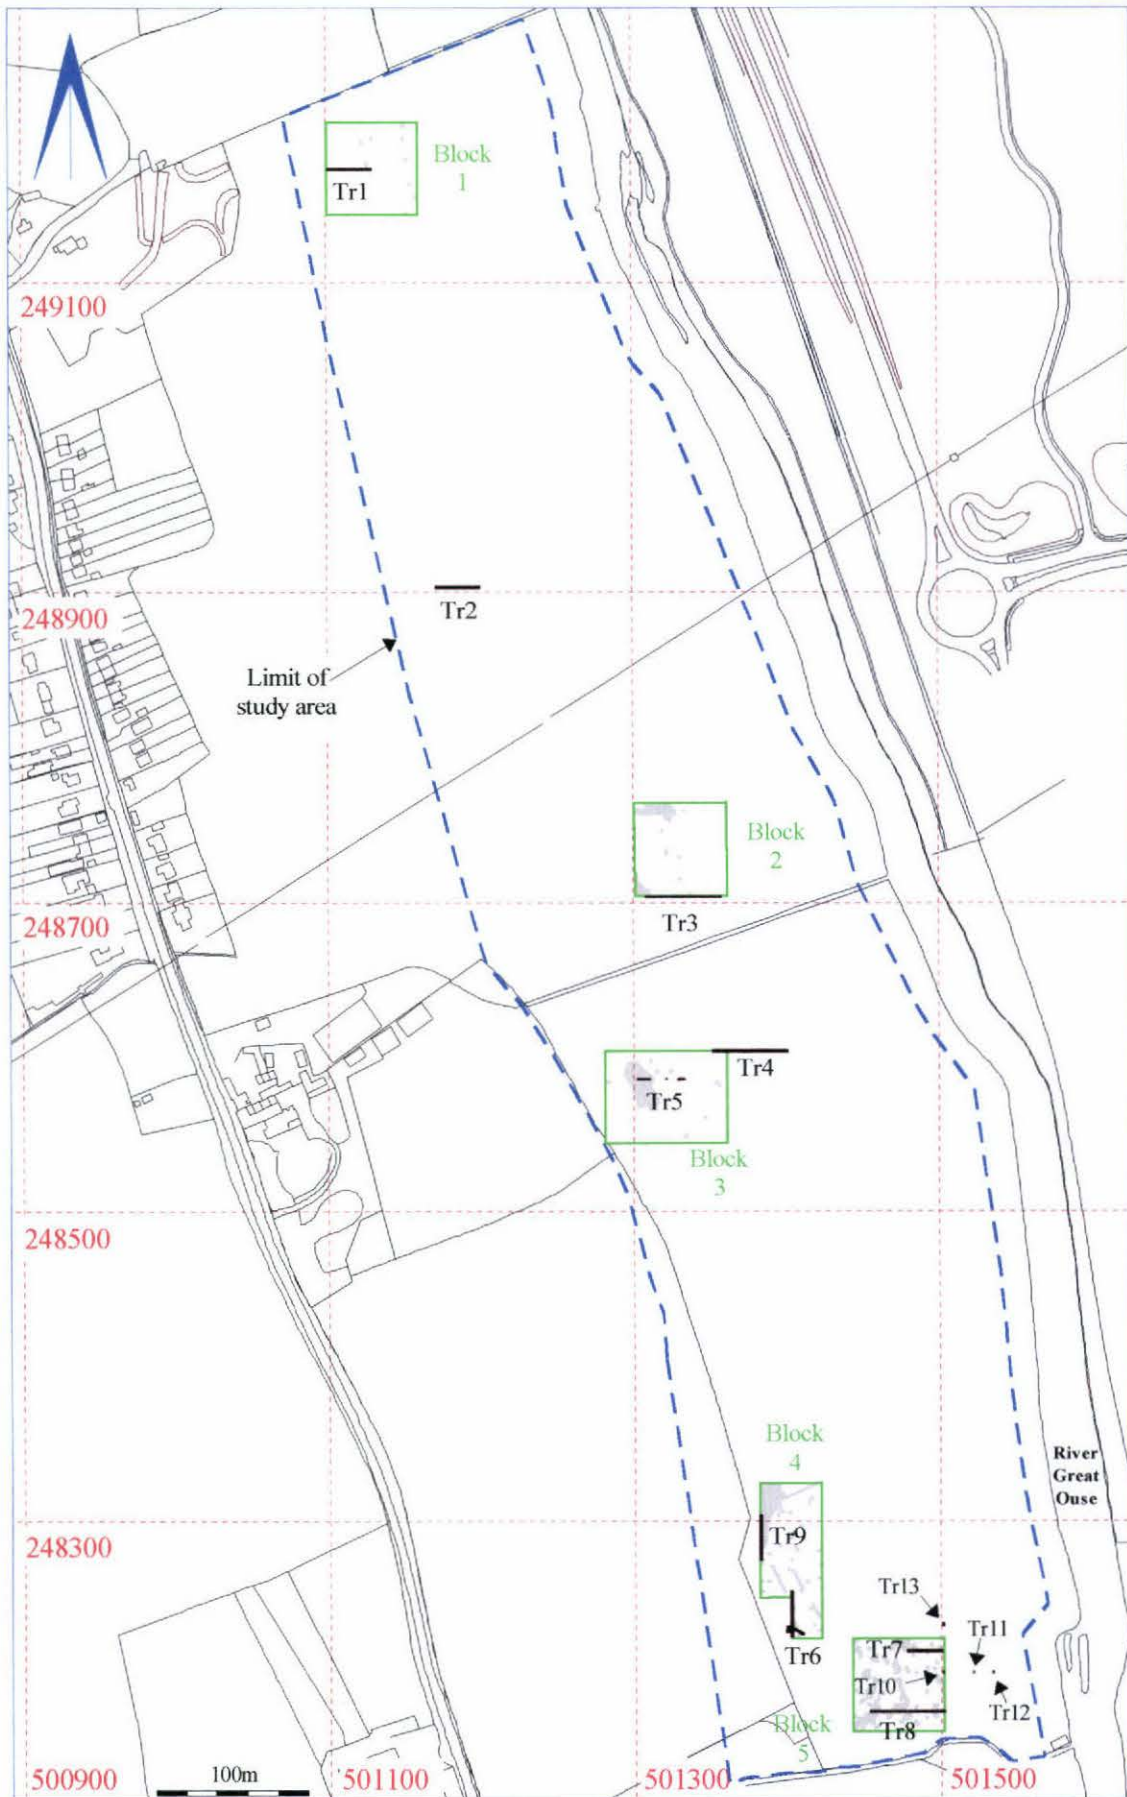 Block
1
Tr1
249100
248900
Tr2
Limit of
study area
Block
2
248700
Tr3
Tr4
Tr5
Block
3
248500
Block
4
River
Great
Ouse
248300
Tr9
Tr13
Tr11
Tr6
Tr7
Tr10
Tr12
Tr8
Block
5
500900
100m
501100
501300
501500